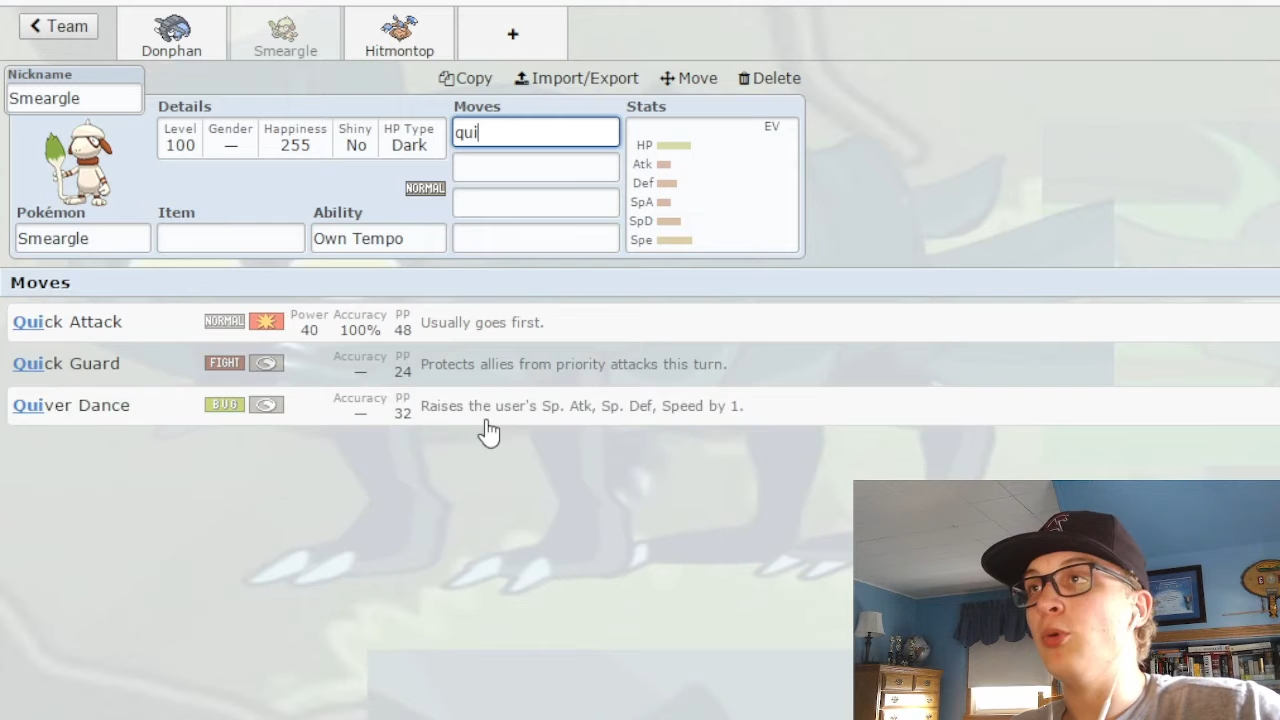 Team
Donphan
Smeargle
Hitmontop
+
Nickname
Smeargle
Copy Import/Export Move Delete
Details
Moves
Stats
Level Gender Happiness Shiny HP Type
100 — 255 No Dark
qui
EV
HP
Atk
Def
SpA
SpD
Spe
NORMAL
Pokémon
Item
Ability
Smeargle
Own Tempo
Moves
Quick Attack NORMAL Power 40 Accuracy 100% PP 48 Usually goes first.
Quick Guard FIGHT Accuracy — PP 24 Protects allies from priority attacks this turn.
Quiver Dance BUG Accuracy — PP 32 Raises the user's Sp. Atk, Sp. Def, Speed by 1.